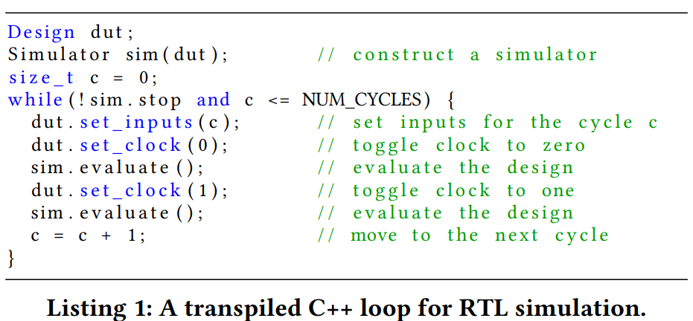 Design dut;
Simulator sim(dut); // construct a simulator
size_t c = 0;
while(!sim.stop and c <= NUM_CYCLES) {
dut.set_inputs(c); // set inputs for the cycle c
dut.set_clock(0); // toggle clock to zero
sim.evaluate(); // evaluate the design
dut.set_clock(1); // toggle clock to one
sim.evaluate(); // evaluate the design
c = c + 1; // move to the next cycle
}
Listing 1: A transpiled C++ loop for RTL simulation.